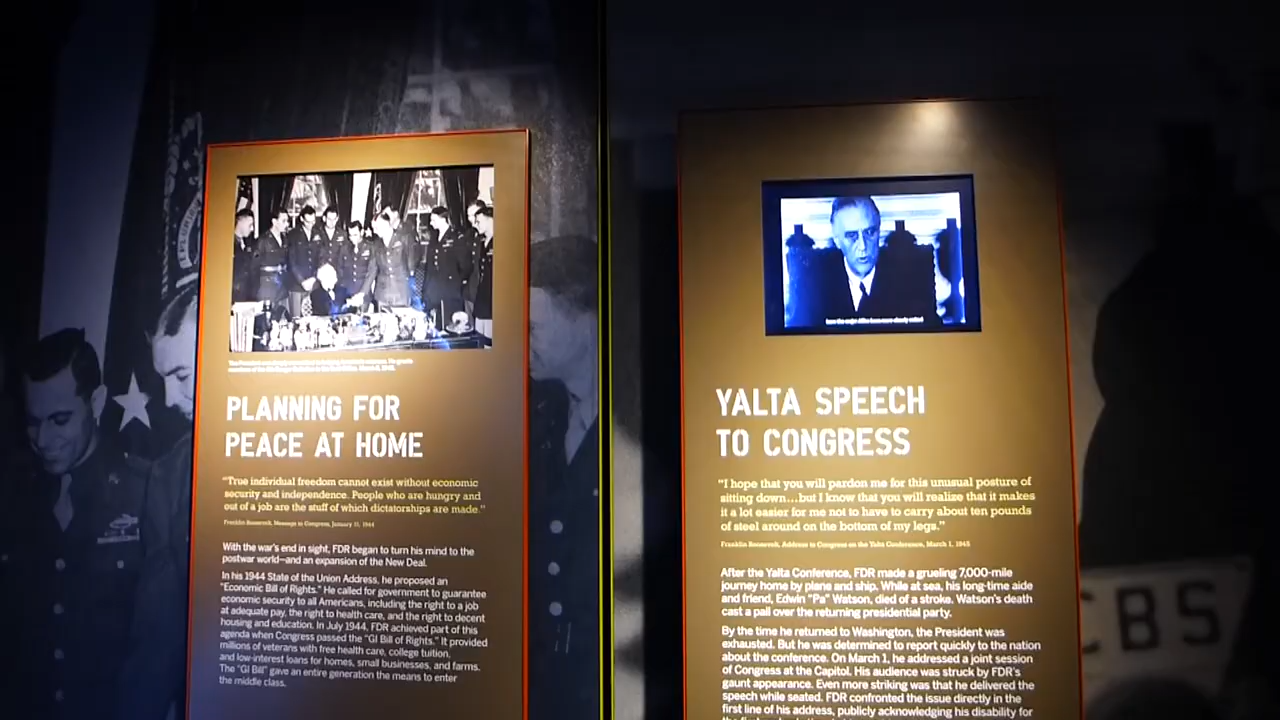 PLANNING FOR
PEACE AT HOME
"True individual freedom cannot exist without economic
security and independence. People who are hungry and
out of a job are the stuff of which dictatorships are made."
Franklin Roosevelt, Message to Congress, January 11, 1944
With the war's end in sight, FDR began to turn his mind to the
postwar world—and an expansion of the New Deal.
In his 1944 State of the Union Address, he proposed an
"Economic Bill of Rights." He called for government to guarantee
economic security to all Americans, including the right to a job
at adequate pay, the right to health care, and the right to decent
housing and education. In July 1944, FDR achieved part of this
agenda when Congress passed the "GI Bill of Rights." It provided
millions of veterans with free health care, college tuition,
and low-interest loans for homes, small businesses, and farms.
The "GI Bill" gave an entire generation the means to enter
the middle class.
YALTA SPEECH
TO CONGRESS
"I hope that you will pardon me for this unusual posture of
sitting down...but I know that you will realize that it makes
it a lot easier for me not to have to carry about ten pounds
of steel around on the bottom of my legs."
Franklin Roosevelt, Address to Congress on the Yalta Conference, March 1, 1945
After the Yalta Conference, FDR made a grueling 7,000-mile
journey home by plane and ship. While at sea, his long-time aide
and friend, Edwin "Pa" Watson, died of a stroke. Watson's death
cast a pall over the returning presidential party.
By the time he returned to Washington, the President was
exhausted. But he was determined to report quickly to the nation
about the conference. On March 1, he addressed a joint session
of Congress at the Capitol. His audience was struck by FDR's
gaunt appearance. Even more striking was that he delivered the
speech while seated. FDR confronted the issue directly in the
first line of his address, publicly acknowledging his disability for
CBS